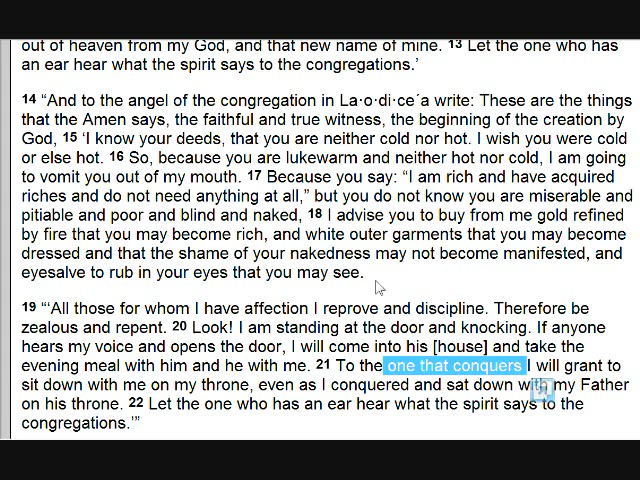 out of heaven from my God, and that new name of mine. 13 Let the one who has
an ear hear what the spirit says to the congregations.’
14 “And to the angel of the congregation in La·o·di·ce´a write: These are the things
that the Amen says, the faithful and true witness, the beginning of the creation by
God, 15 ‘I know your deeds, that you are neither cold nor hot. I wish you were cold
or else hot. 16 So, because you are lukewarm and neither hot nor cold, I am going
to vomit you out of my mouth. 17 Because you say: “I am rich and have acquired
riches and do not need anything at all,” but you do not know you are miserable and
pitiable and poor and blind and naked, 18 I advise you to buy from me gold refined
by fire that you may become rich, and white outer garments that you may become
dressed and that the shame of your nakedness may not become manifested, and
eyesalve to rub in your eyes that you may see.
19 “‘All those for whom I have affection I reprove and discipline. Therefore be
zealous and repent. 20 Look! I am standing at the door and knocking. If anyone
hears my voice and opens the door, I will come into his [house] and take the
evening meal with him and he with me. 21 To the one that conquers I will grant to
sit down with me on my throne, even as I conquered and sat down with my Father
on his throne. 22 Let the one who has an ear hear what the spirit says to the
congregations.’”